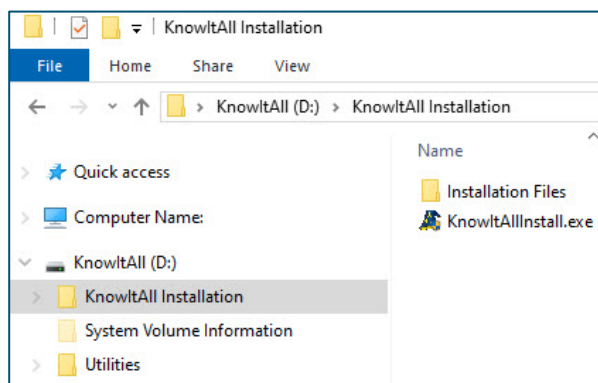 KnowItAll Installation
File Home Share View
KnowItAll (D:) KnowItAll Installation
Name
Quick access
Installation Files
Computer Name:
KnowItAllInstall.exe
KnowItAll (D:)
KnowItAll Installation
System Volume Information
Utilities